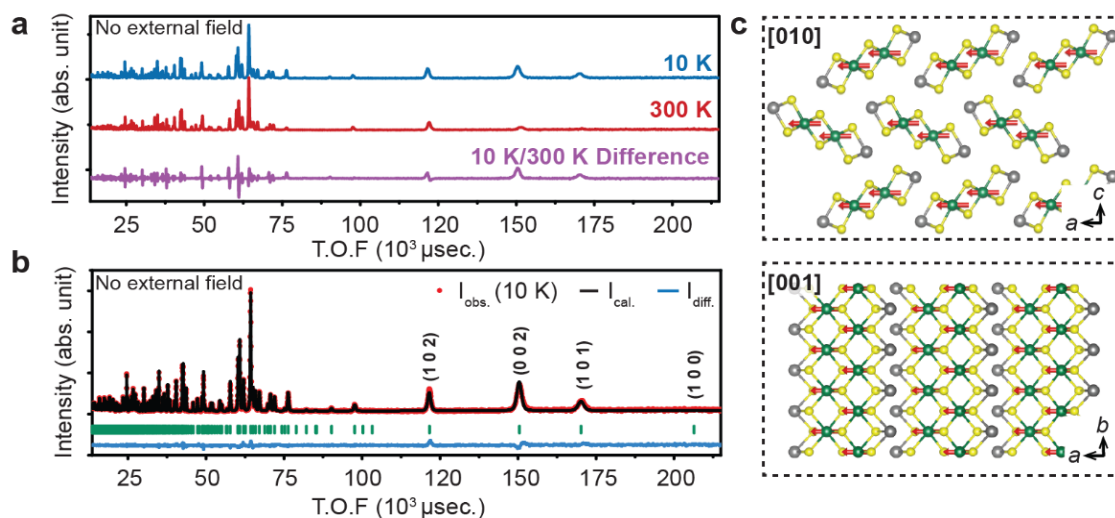 a
No external field
10 K
300 K
10 K/300 K Difference
Intensity (abs. unit)
25 50 75 100 125 150 175 200
T.O.F (10³ μsec.)
b
No external field
I_obs. (10 K) I_cal. I_diff.
(1 0 2)
(0 0 2)
(1 0 1)
(1 0 0)
Intensity (abs. unit)
25 50 75 100 125 150 175 200
T.O.F (10³ μsec.)
c
[010]
c
a
[001]
b
a